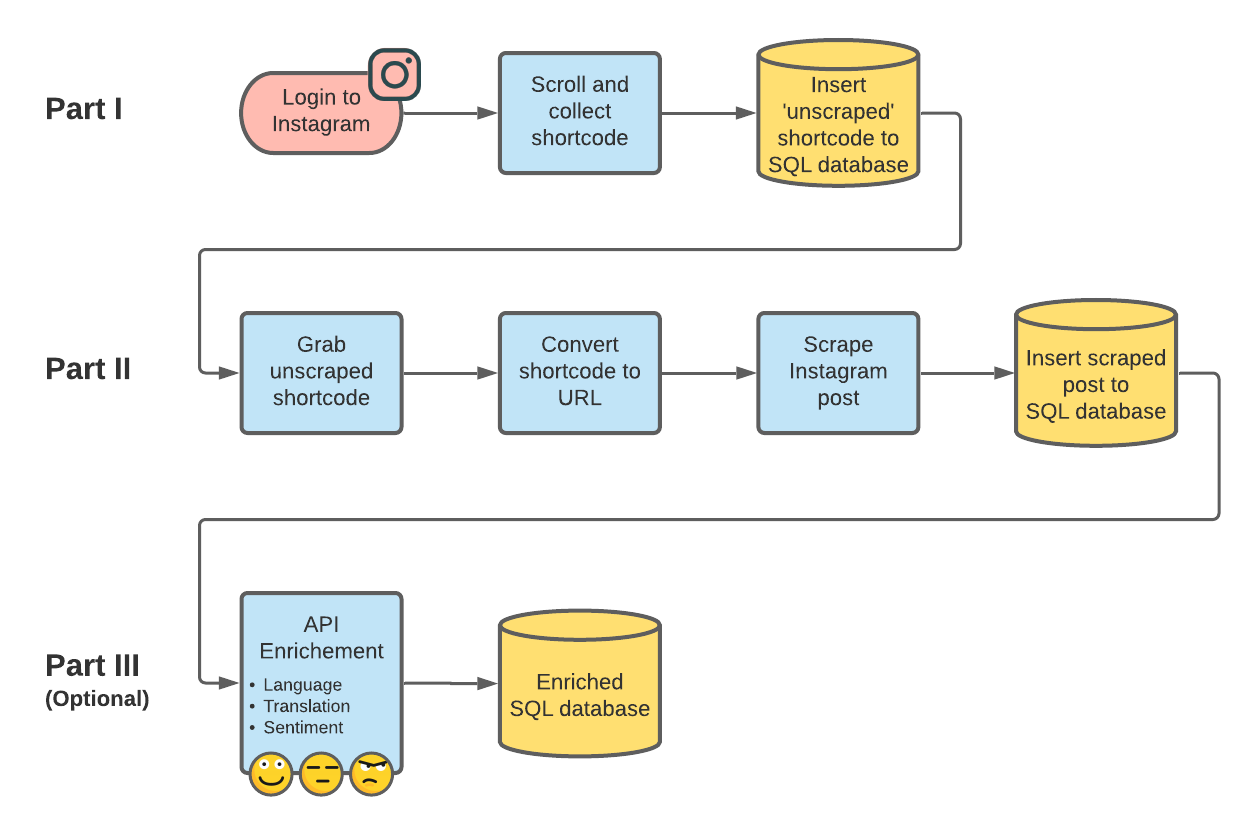 Part I
Login to
Instagram
Scroll and
collect
shortcode
Insert
'unscraped'
shortcode to
SQL database
Part II
Grab
unscraped
shortcode
Convert
shortcode to
URL
Scrape
Instagram
post
Insert scraped
post to
SQL database
Part III
(Optional)
API
Enrichement
• Language
• Translation
• Sentiment
Enriched
SQL database